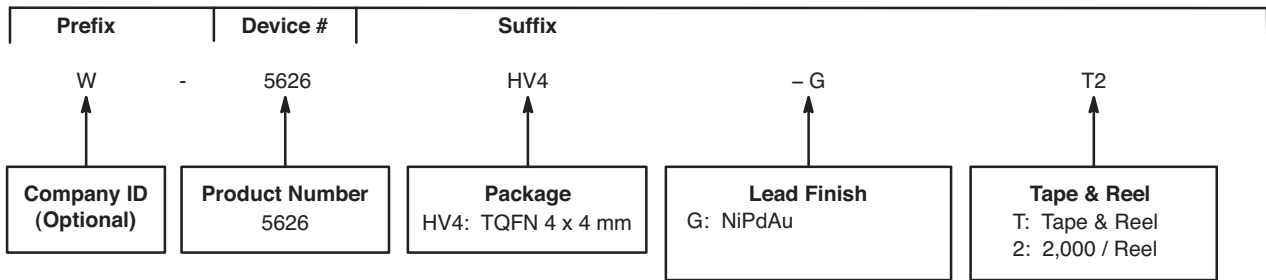 Prefix Device # Suffix
W - 5626 HV4 – G T2
Company ID
(Optional)
Product Number
5626
Package
HV4: TQFN 4 x 4 mm
Lead Finish
G: NiPdAu
Tape & Reel
T: Tape & Reel
2: 2,000 / Reel